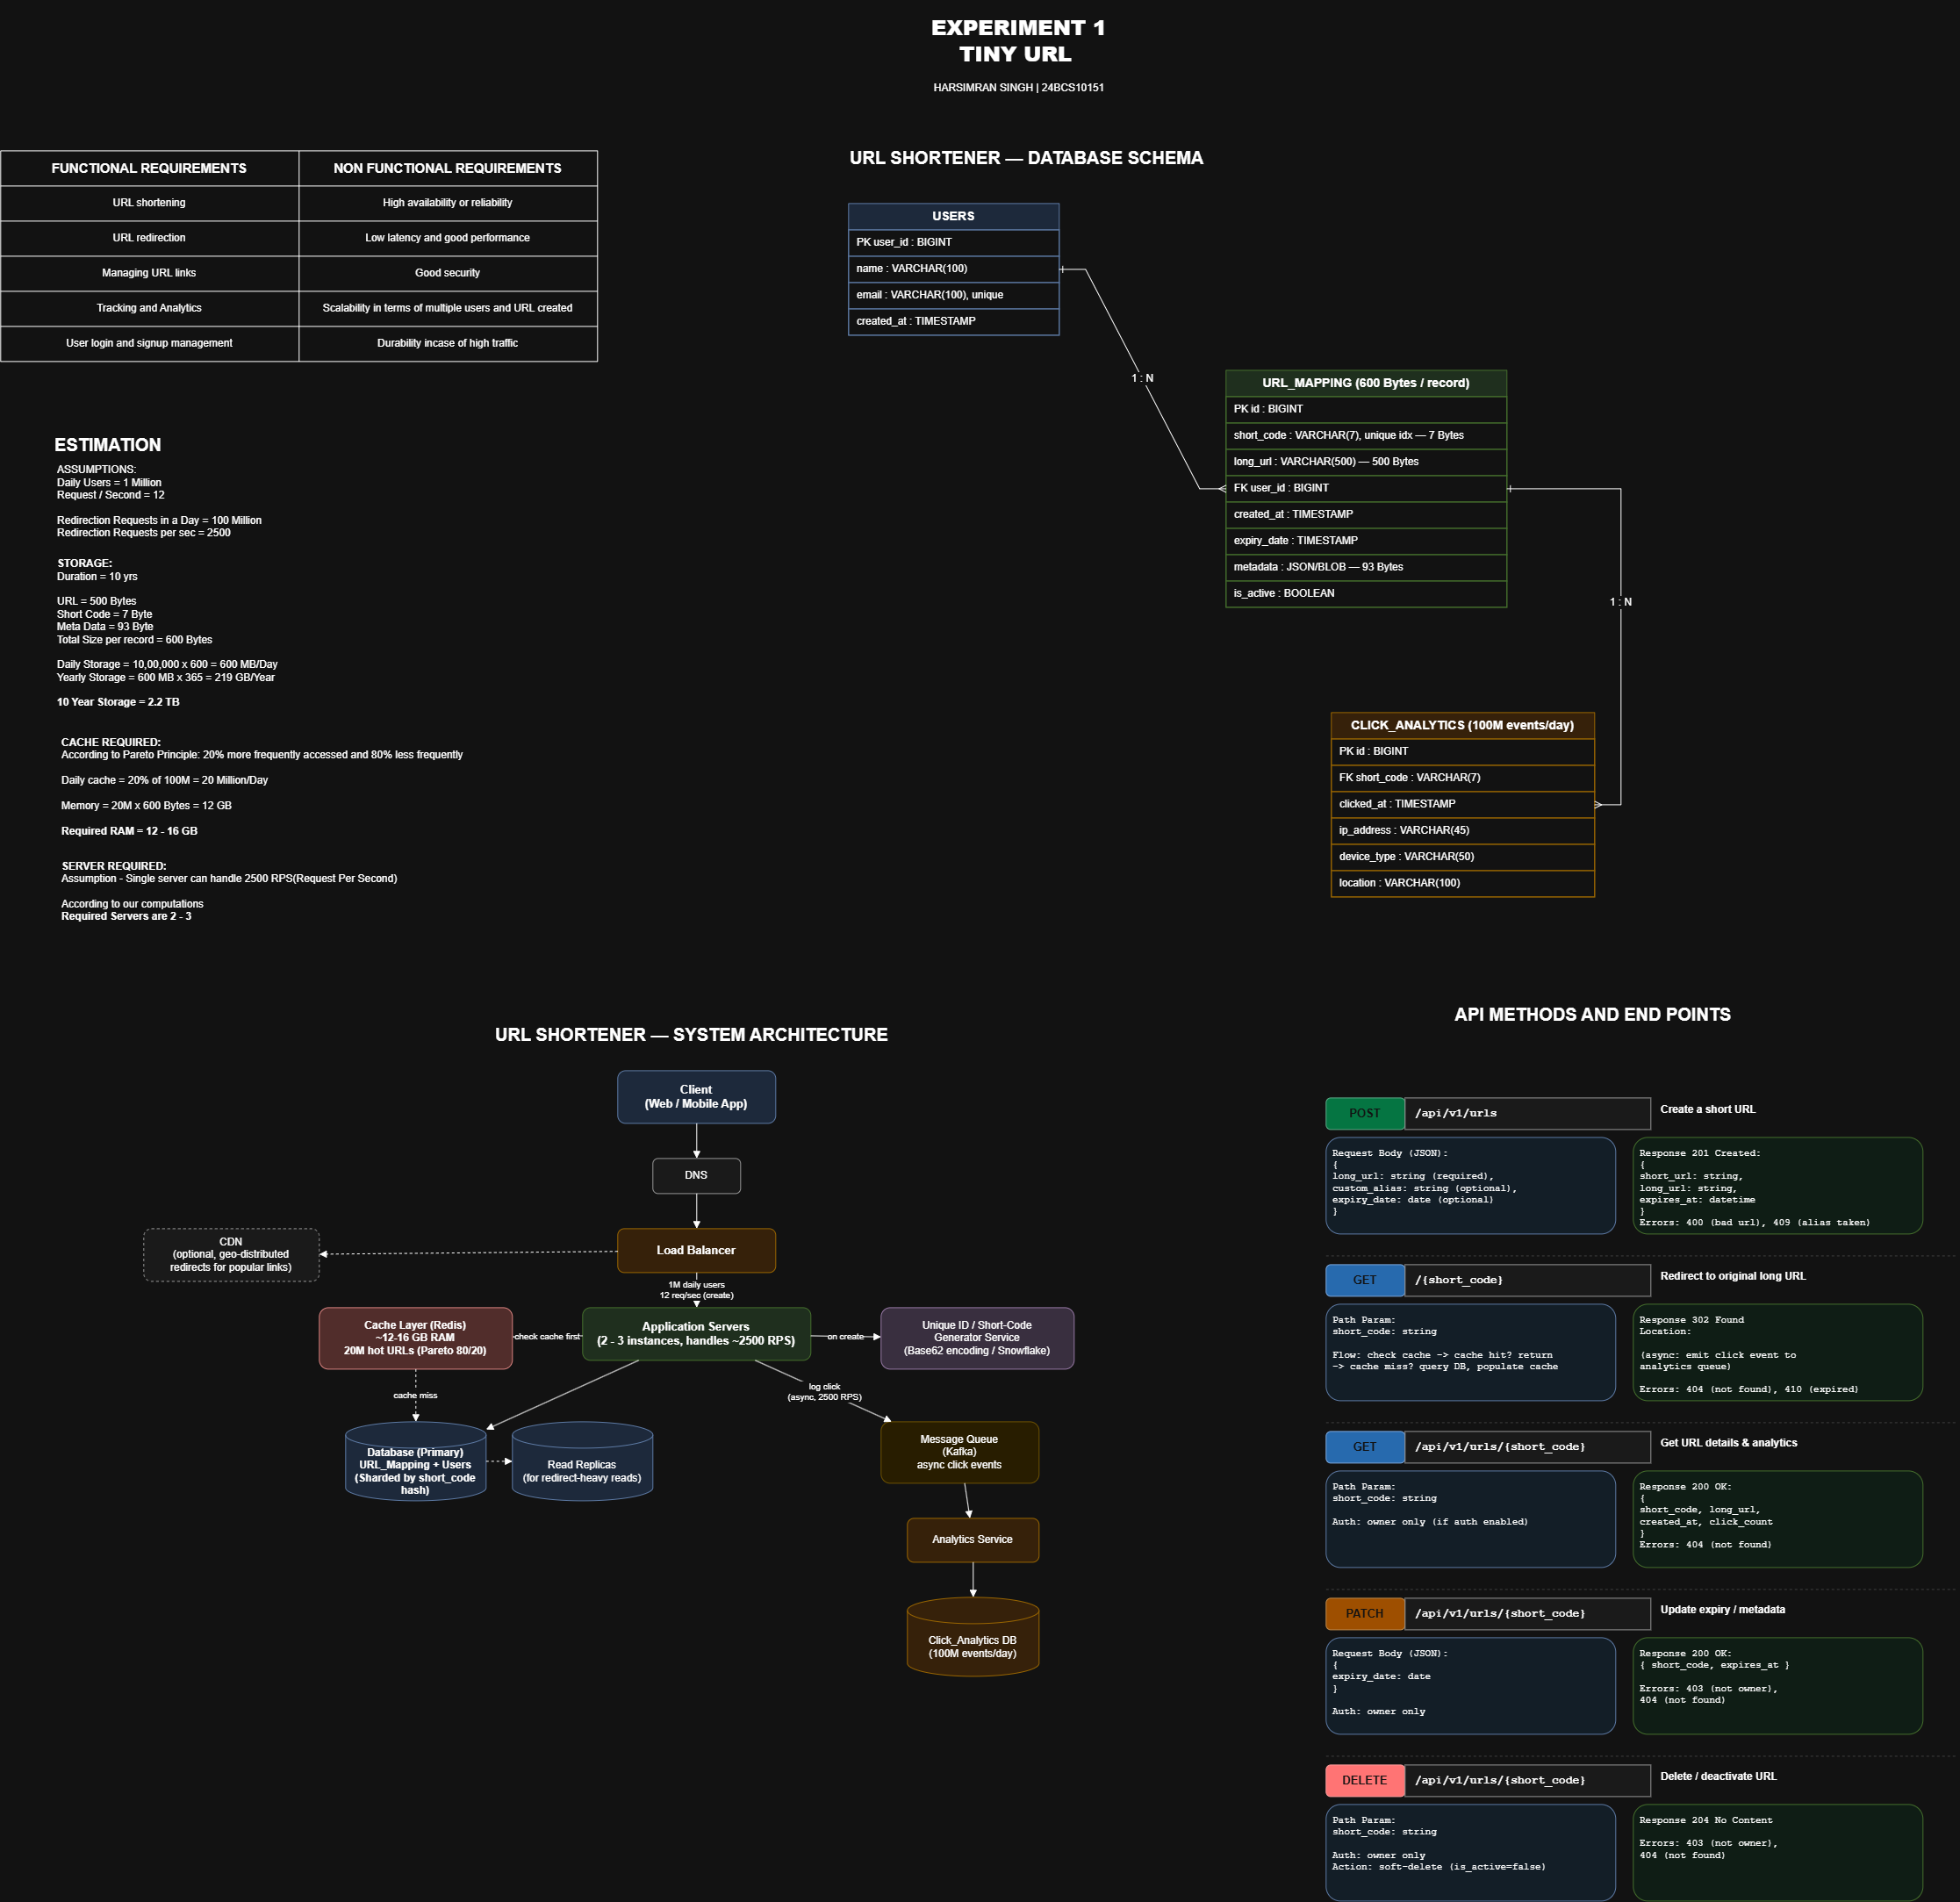 EXPERIMENT 1
TINY URL
HARSIMRAN SINGH | 24BCS10151
FUNCTIONAL REQUIREMENTS
NON FUNCTIONAL REQUIREMENTS
URL shortening
High availability or reliability
URL redirection
Low latency and good performance
Managing URL links
Good security
Tracking and Analytics
Scalability in terms of multiple users and URL created
User login and signup management
Durability incase of high traffic
ESTIMATION
ASSUMPTIONS:
Daily Users = 1 Million
Request / Second = 12
Redirection Requests in a Day = 100 Million
Redirection Requests per sec = 2500
STORAGE:
Duration = 10 yrs
URL = 500 Bytes
Short Code = 7 Byte
Meta Data = 93 Byte
Total Size per record = 600 Bytes
Daily Storage = 10,00,000 x 600 = 600 MB/Day
Yearly Storage = 600 MB x 365 = 219 GB/Year
10 Year Storage = 2.2 TB
CACHE REQUIRED:
According to Pareto Principle: 20% more frequently accessed and 80% less frequently
Daily cache = 20% of 100M = 20 Million/Day
Memory = 20M x 600 Bytes = 12 GB
Required RAM = 12 - 16 GB
SERVER REQUIRED:
Assumption - Single server can handle 2500 RPS(Request Per Second)
According to our computations
Required Servers are 2 - 3
URL SHORTENER — DATABASE SCHEMA
USERS
PK user_id : BIGINT
name : VARCHAR(100)
email : VARCHAR(100), unique
created_at : TIMESTAMP
1 : N
URL_MAPPING (600 Bytes / record)
PK id : BIGINT
short_code : VARCHAR(7), unique idx — 7 Bytes
long_url : VARCHAR(500) — 500 Bytes
FK user_id : BIGINT
created_at : TIMESTAMP
expiry_date : TIMESTAMP
metadata : JSON/BLOB — 93 Bytes
is_active : BOOLEAN
1 : N
CLICK_ANALYTICS (100M events/day)
PK id : BIGINT
FK short_code : VARCHAR(7)
clicked_at : TIMESTAMP
ip_address : VARCHAR(45)
device_type : VARCHAR(50)
location : VARCHAR(100)
URL SHORTENER — SYSTEM ARCHITECTURE
Client
(Web / Mobile App)
DNS
Load Balancer
CDN
(optional, geo-distributed
redirects for popular links)
1M daily users
12 req/sec (create)
Cache Layer (Redis)
~12-16 GB RAM
20M hot URLs (Pareto 80/20)
check cache first
Application Servers
(2 - 3 instances, handles ~2500 RPS)
on create
Unique ID / Short-Code
Generator Service
(Base62 encoding / Snowflake)
cache miss
log click
(async, 2500 RPS)
Database (Primary)
URL_Mapping + Users
(Sharded by short_code
hash)
Read Replicas
(for redirect-heavy reads)
Message Queue
(Kafka)
async click events
Analytics Service
Click_Analytics DB
(100M events/day)
API METHODS AND END POINTS
POST
/api/v1/urls
Create a short URL
Request Body (JSON):
{
long_url: string (required),
custom_alias: string (optional),
expiry_date: date (optional)
}
Response 201 Created:
{
short_url: string,
long_url: string,
expires_at: datetime
}
Errors: 400 (bad url), 409 (alias taken)
GET
/{short_code}
Redirect to original long URL
Path Param:
short_code: string
Flow: check cache -> cache hit? return
-> cache miss? query DB, populate cache
Response 302 Found
Location:
(async: emit click event to
analytics queue)
Errors: 404 (not found), 410 (expired)
GET
/api/v1/urls/{short_code}
Get URL details & analytics
Path Param:
short_code: string
Auth: owner only (if auth enabled)
Response 200 OK:
{
short_code, long_url,
created_at, click_count
}
Errors: 404 (not found)
PATCH
/api/v1/urls/{short_code}
Update expiry / metadata
Request Body (JSON):
{
expiry_date: date
}
Auth: owner only
Response 200 OK:
{ short_code, expires_at }
Errors: 403 (not owner),
404 (not found)
DELETE
/api/v1/urls/{short_code}
Delete / deactivate URL
Path Param:
short_code: string
Auth: owner only
Action: soft-delete (is_active=false)
Response 204 No Content
Errors: 403 (not owner),
404 (not found)